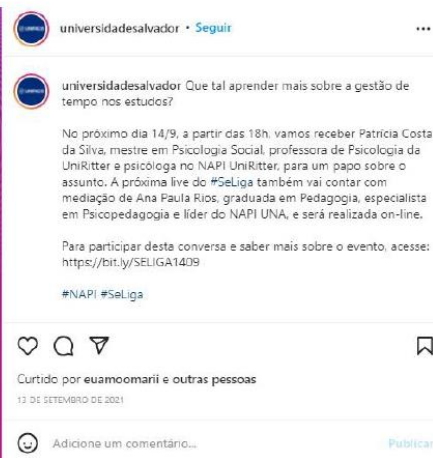 universidadesalvador • Seguir
universidadesalvador Que tal aprender mais sobre a gestão de
tempo nos estudos?
No próximo dia 14/9, a partir das 18h, vamos receber Patrícia Costa
da Silva, mestre em Psicologia Social, professora de Psicologia da
UniRitter e psicóloga no NAPI UniRitter, para um papo sobre o
assunto. A próxima live do #SeLiga também vai contar com
mediação de Ana Paula Rios, graduada em Pedagogia, especialista
em Psicopedagogia e líder do NAPI UNA, e será realizada on-line.
Para participar desta conversa e saber mais sobre o evento, acesse:
https://bit.ly/SELIGA1409
#NAPI #SeLiga
Curtido por euamoomarii e outras pessoas
13 DE SETEMBRO DE 2021
Adicione um comentário... Publicar